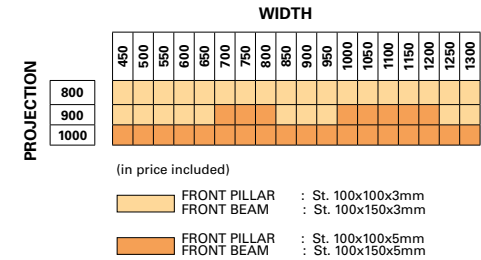 WIDTH
450 500 550 600 650 700 750 800 850 900 950 1000 1050 1100 1150 1200 1250 1300
PROJECTION
800
900
1000
(in price included)
FRONT PILLAR : St. 100x100x3mm
FRONT BEAM : St. 100x150x3mm
FRONT PILLAR : St. 100x100x5mm
FRONT BEAM : St. 100x150x5mm